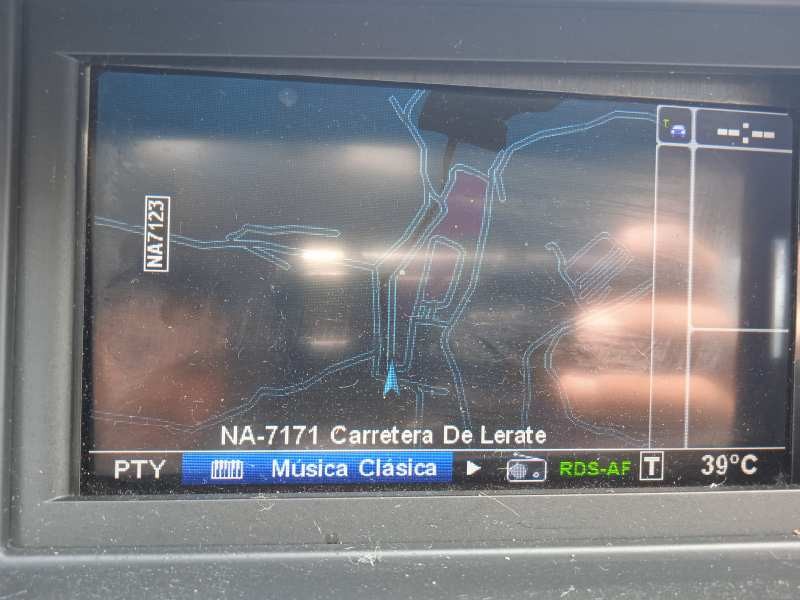 NA7123
T
--:--
NA-7171 Carretera De Lerate
PTY Música Clásica RDS-AF T 39°C